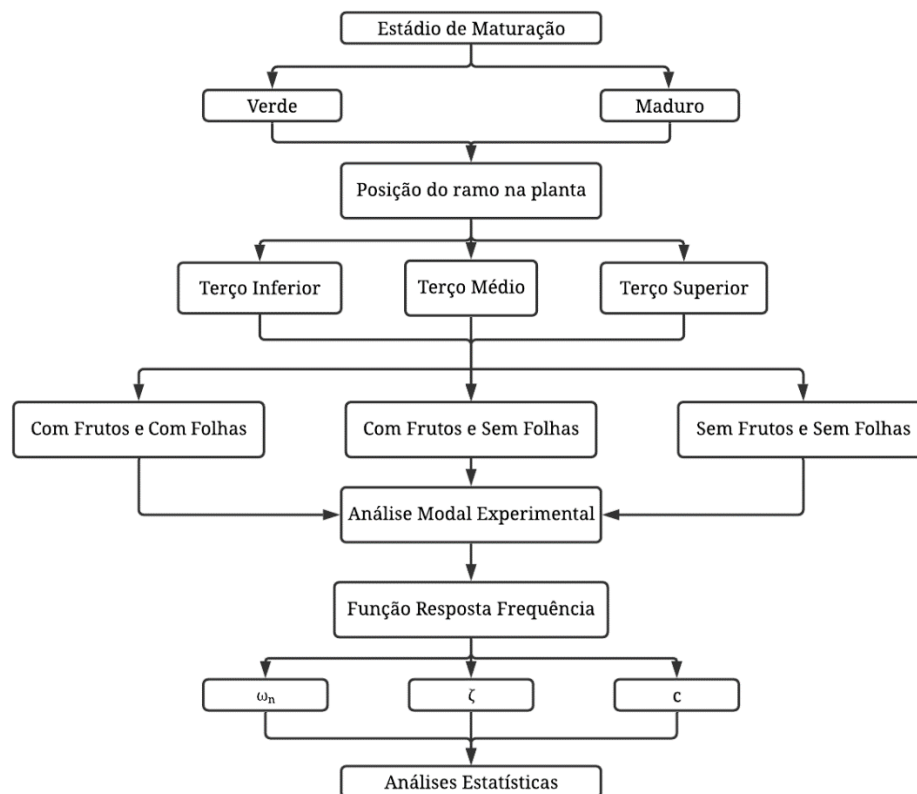 Estádio de Maturação
Verde
Maduro
Posição do ramo na planta
Terço Inferior
Terço Médio
Terço Superior
Com Frutos e Com Folhas
Com Frutos e Sem Folhas
Sem Frutos e Sem Folhas
Análise Modal Experimental
Função Resposta Frequência
ωₙ
ζ
c
Análises Estatísticas